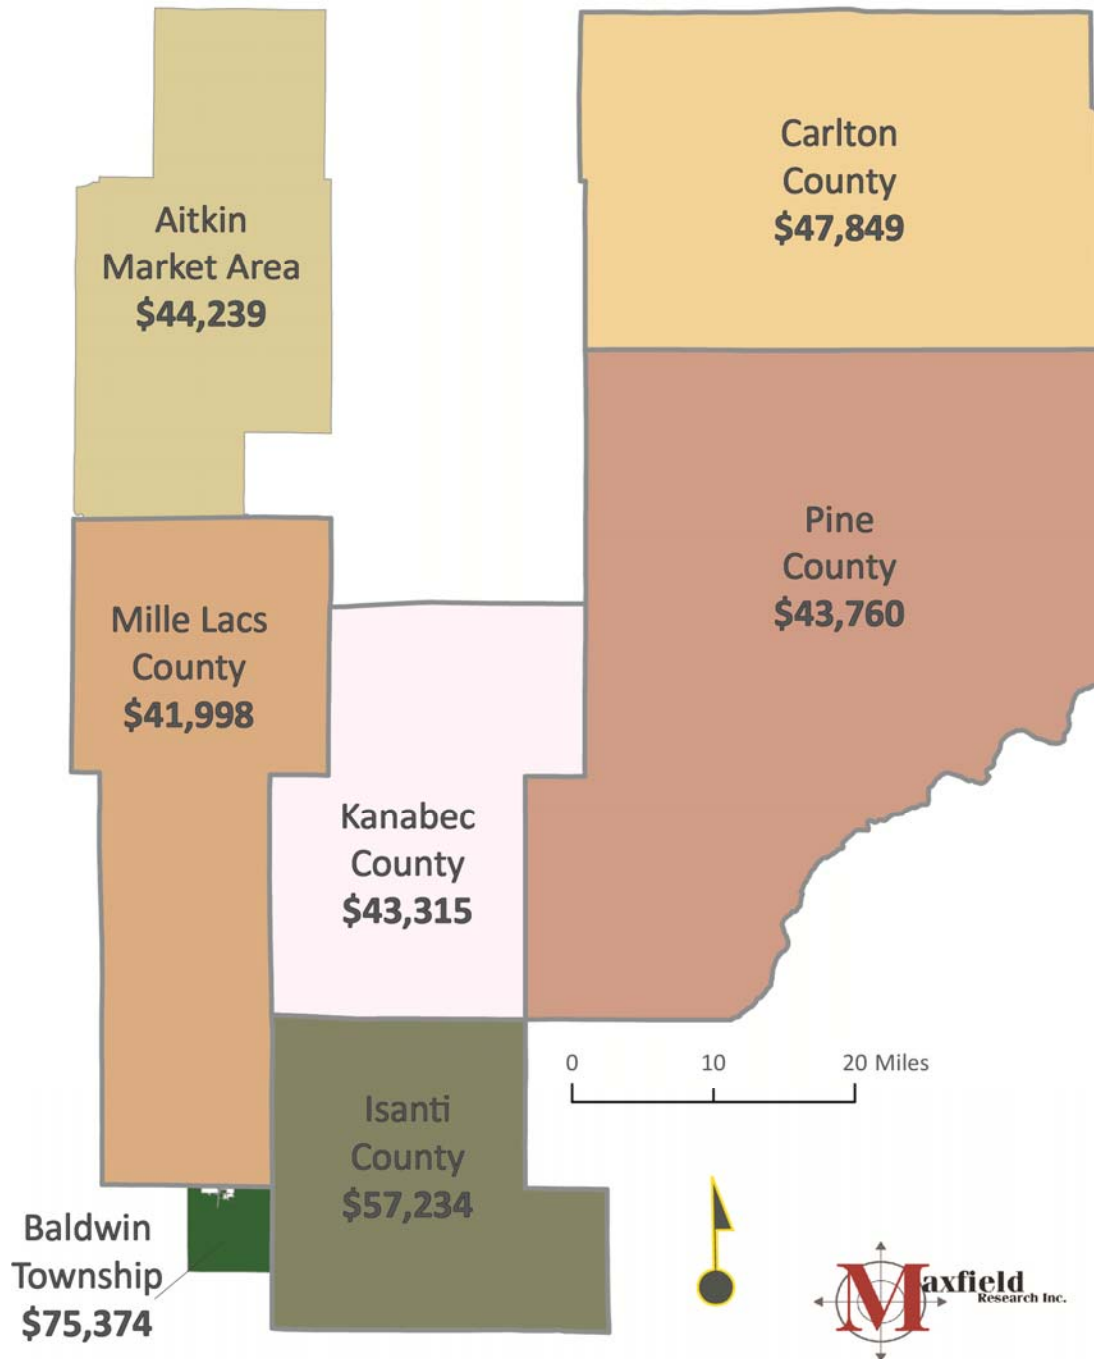 Carlton
County
$47,849
Aitkin
Market Area
$44,239
Pine
County
$43,760
Mille Lacs
County
$41,998
Kanabec
County
$43,315
0 10 20 Miles
Isanti
County
$57,234
Baldwin
Township
$75,374
Maxfield
Research Inc.